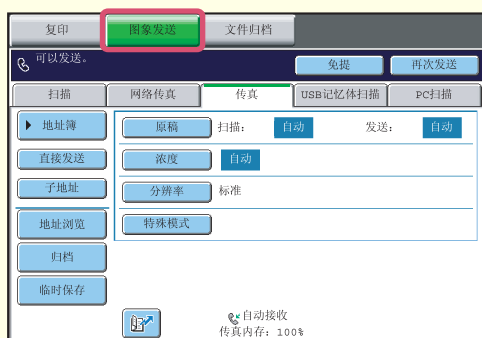 复印 图象发送 文件归档
可以发送。 免提 再次发送
扫描 网络传真 传真 USB记忆体扫描 PC扫描
地址簿 原稿 扫描: 自动 发送: 自动
直接发送 浓度 自动
子地址 分辨率 标准
地址浏览 特殊模式
归档
临时保存
自动接收
传真内存: 100%